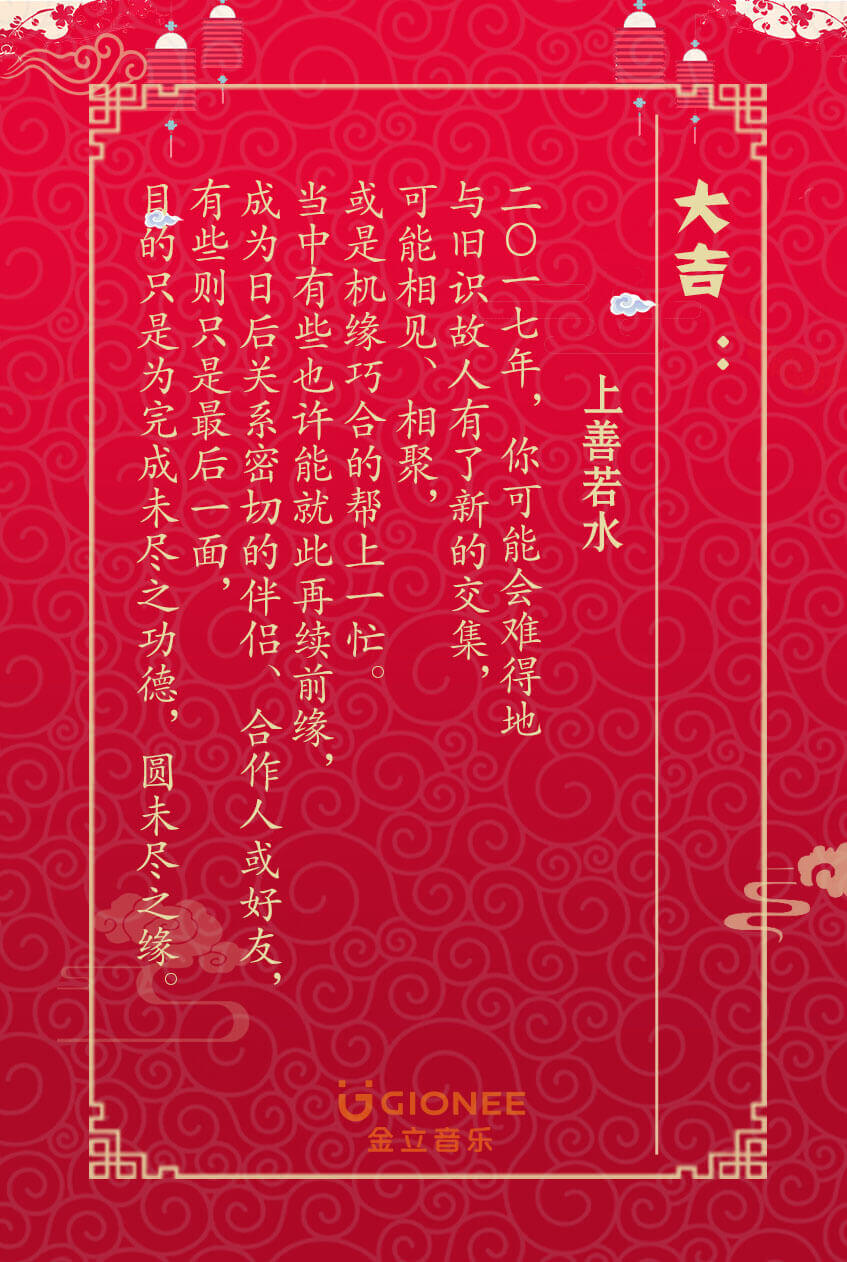 大吉：
上善若水
二〇一七年，你可能会难得地
与旧识故人有了新的交集，
可能相见、相聚，
或是机缘巧合的帮上一忙。
当中有些也许能就此再续前缘，
成为日后关系密切的伴侣、合作人或好友，
有些则只是最后一面，
目的只是为完成未尽之功德，圆未尽之缘。
GIONEE
金立音乐